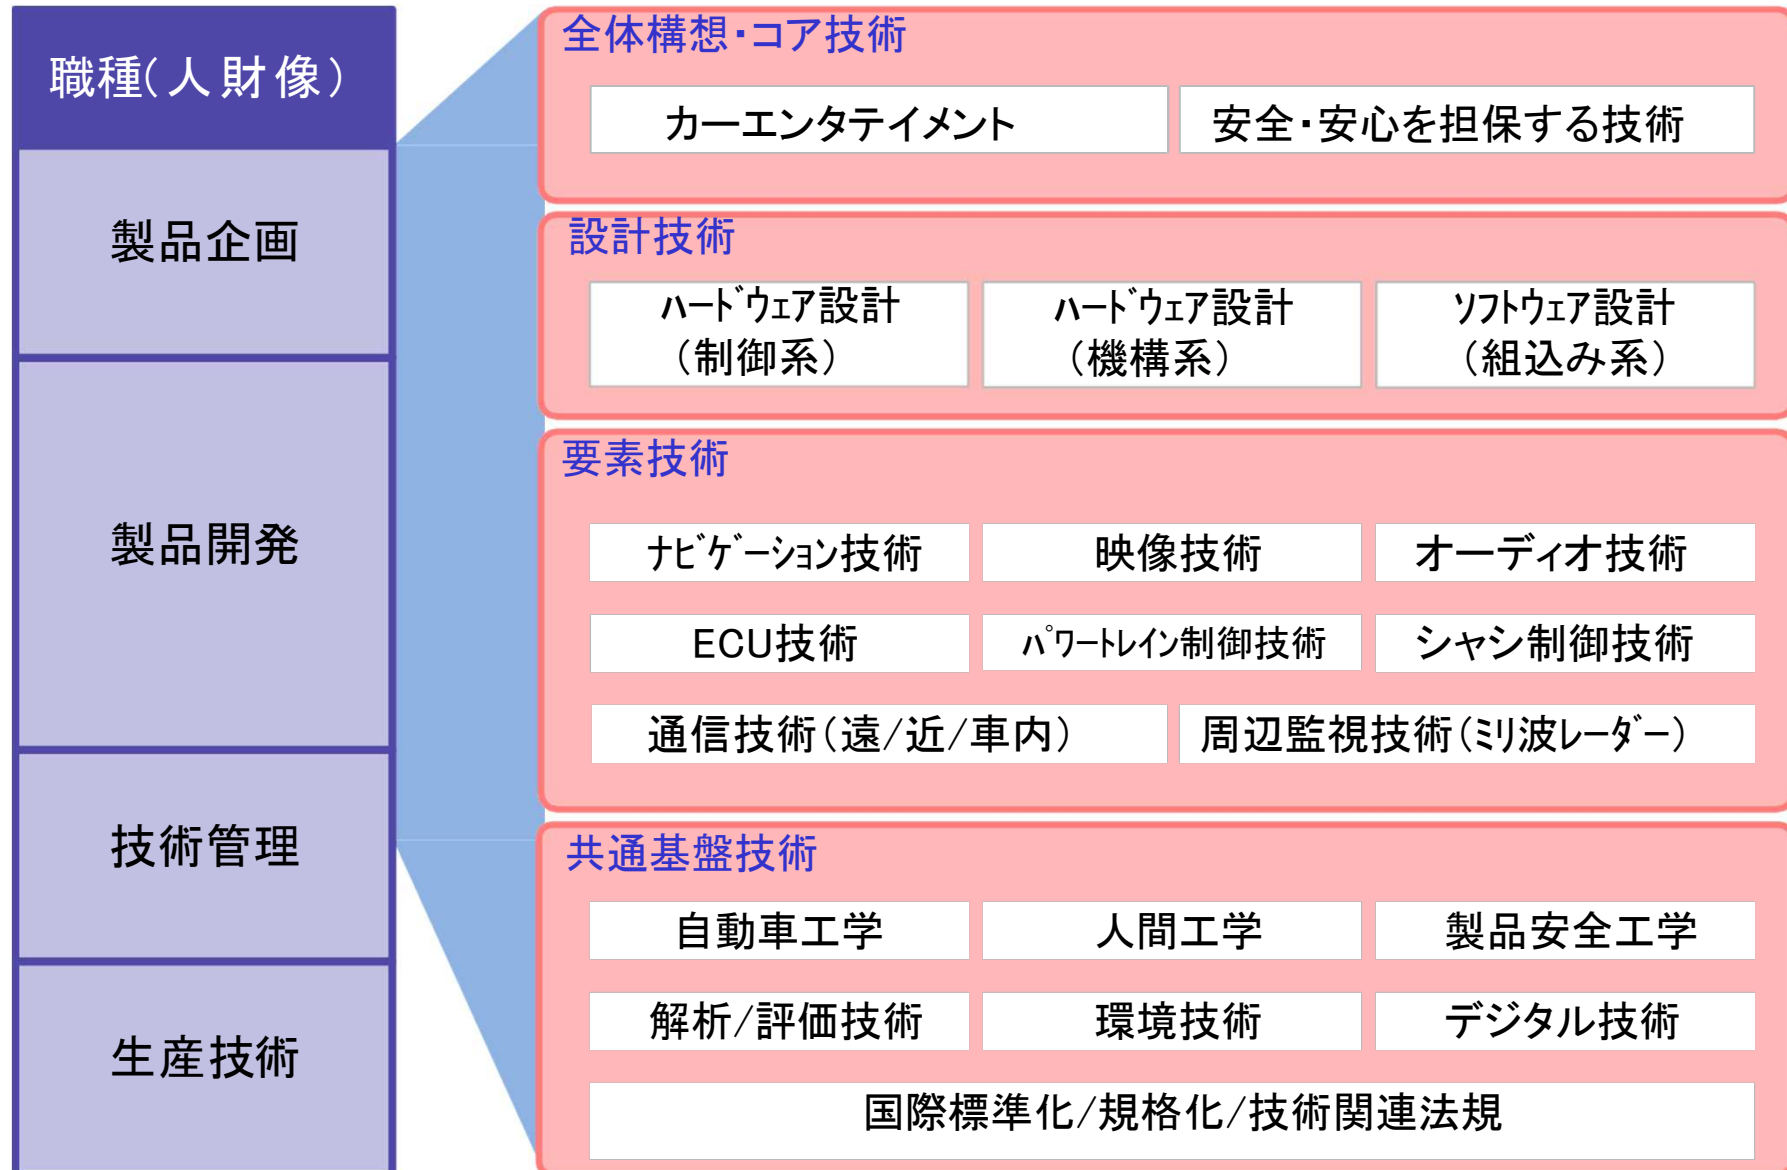 職種(人財像)
製品企画
製品開発
技術管理
生産技術
全体構想・コア技術
カーエンタテイメント
安全・安心を担保する技術
設計技術
ﾊｰﾄﾞｳｪｱ設計
(制御系)
ﾊｰﾄﾞｳｪｱ設計
(機構系)
ｿﾌﾄｳｪｱ設計
(組込み系)
要素技術
ﾅﾋﾞｹﾞｰｼｮﾝ技術
映像技術
オーディオ技術
ECU技術
ﾊﾟﾜｰﾄﾚｲﾝ制御技術
シャシ制御技術
通信技術(遠/近/車内)
周辺監視技術(ﾐﾘ波ﾚｰﾀﾞｰ)
共通基盤技術
自動車工学
人間工学
製品安全工学
解析/評価技術
環境技術
デジタル技術
国際標準化/規格化/技術関連法規